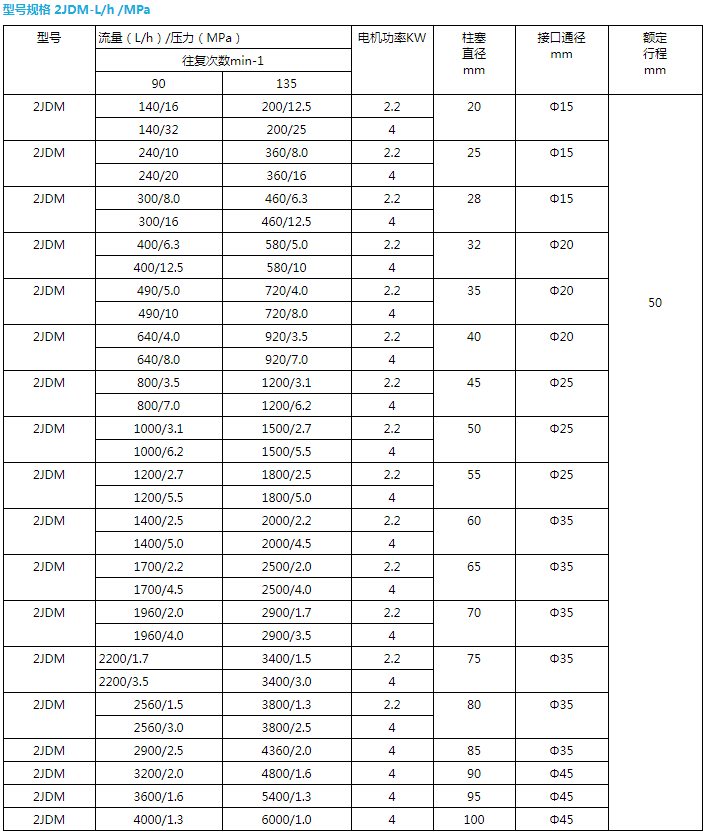 型号规格 2JDM-L/h /MPa
型号 流量（L/h）/压力（MPa） 电机功率KW 柱塞直径mm 接口通径mm 额定行程mm
往复次数min-1
90 135
2JDM 140/16 200/12.5 2.2 20 Φ15 50
140/32 200/25 4
2JDM 240/10 360/8.0 2.2 25 Φ15
240/20 360/16 4
2JDM 300/8.0 460/6.3 2.2 28 Φ15
300/16 460/12.5 4
2JDM 400/6.3 580/5.0 2.2 32 Φ20
400/12.5 580/10 4
2JDM 490/5.0 720/4.0 2.2 35 Φ20
490/10 720/8.0 4
2JDM 640/4.0 920/3.5 2.2 40 Φ20
640/8.0 920/7.0 4
2JDM 800/3.5 1200/3.1 2.2 45 Φ25
800/7.0 1200/6.2 4
2JDM 1000/3.1 1500/2.7 2.2 50 Φ25
1000/6.2 1500/5.5 4
2JDM 1200/2.7 1800/2.5 2.2 55 Φ25
1200/5.5 1800/5.0 4
2JDM 1400/2.5 2000/2.2 2.2 60 Φ35
1400/5.0 2000/4.5 4
2JDM 1700/2.2 2500/2.0 2.2 65 Φ35
1700/4.5 2500/4.0 4
2JDM 1960/2.0 2900/1.7 2.2 70 Φ35
1960/4.0 2900/3.5 4
2JDM 2200/1.7 3400/1.5 2.2 75 Φ35
2200/3.5 3400/3.0 4
2JDM 2560/1.5 3800/1.3 2.2 80 Φ35
2560/3.0 3800/2.5 4
2JDM 2900/2.5 4360/2.0 4 85 Φ35
2JDM 3200/2.0 4800/1.6 4 90 Φ45
2JDM 3600/1.6 5400/1.3 4 95 Φ45
2JDM 4000/1.3 6000/1.0 4 100 Φ45